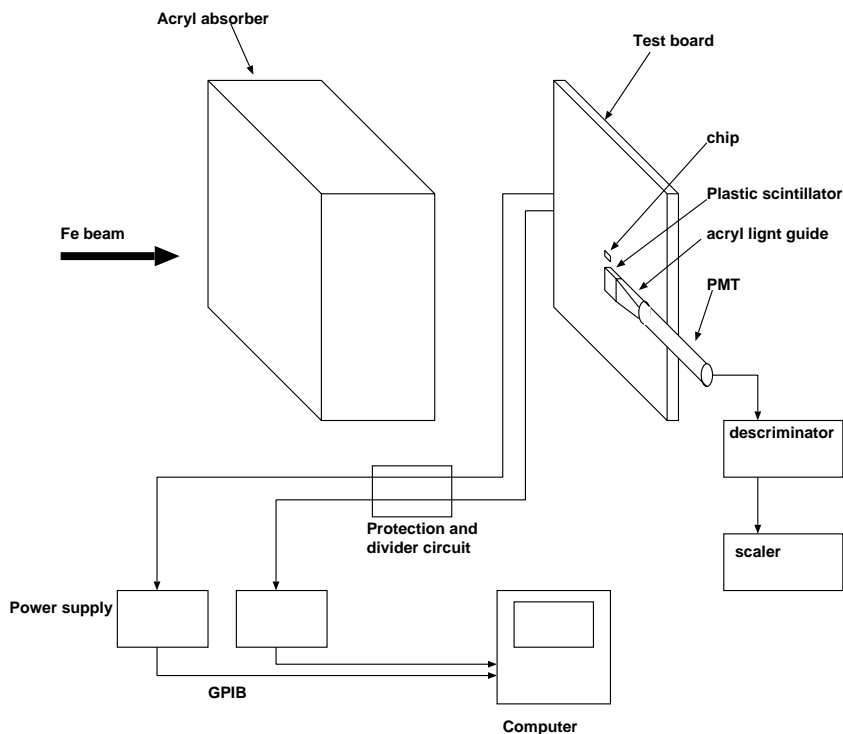 Acryl absorber
Test board
chip
Plastic scintillator
Fe beam
acryl lignt guide
PMT
descriminator
Protection and
divider circuit
scaler
Power supply
GPIB
Computer